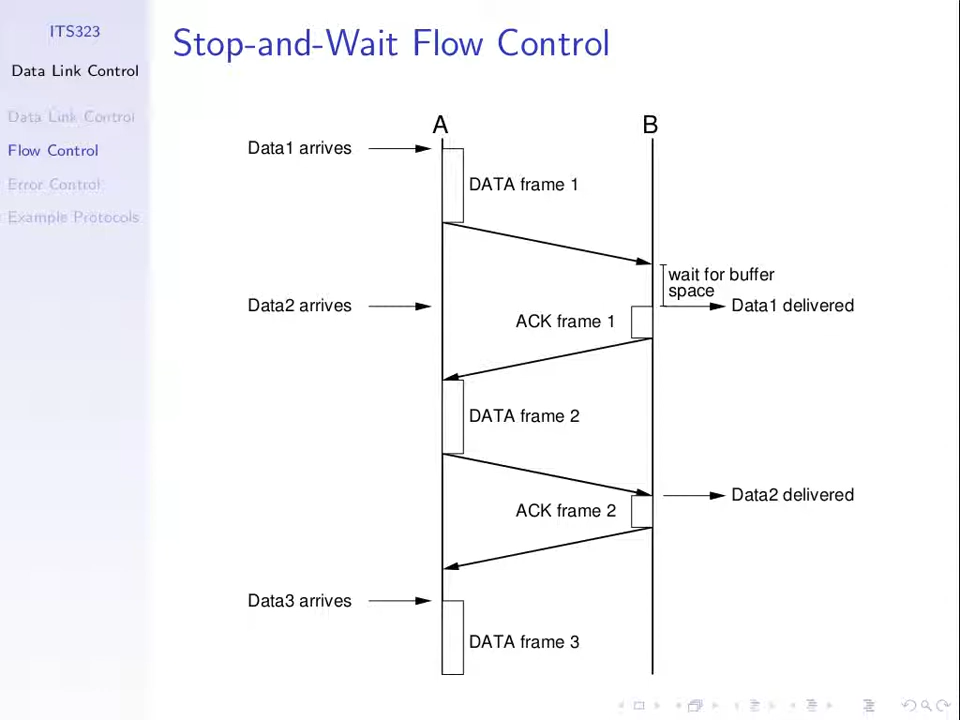 ITS323
Data Link Control
Data Link Control
Flow Control
Error Control
Example Protocols
Stop-and-Wait Flow Control
A
B
Data1 arrives
DATA frame 1
wait for buffer
space
Data2 arrives
Data1 delivered
ACK frame 1
DATA frame 2
Data2 delivered
ACK frame 2
Data3 arrives
DATA frame 3